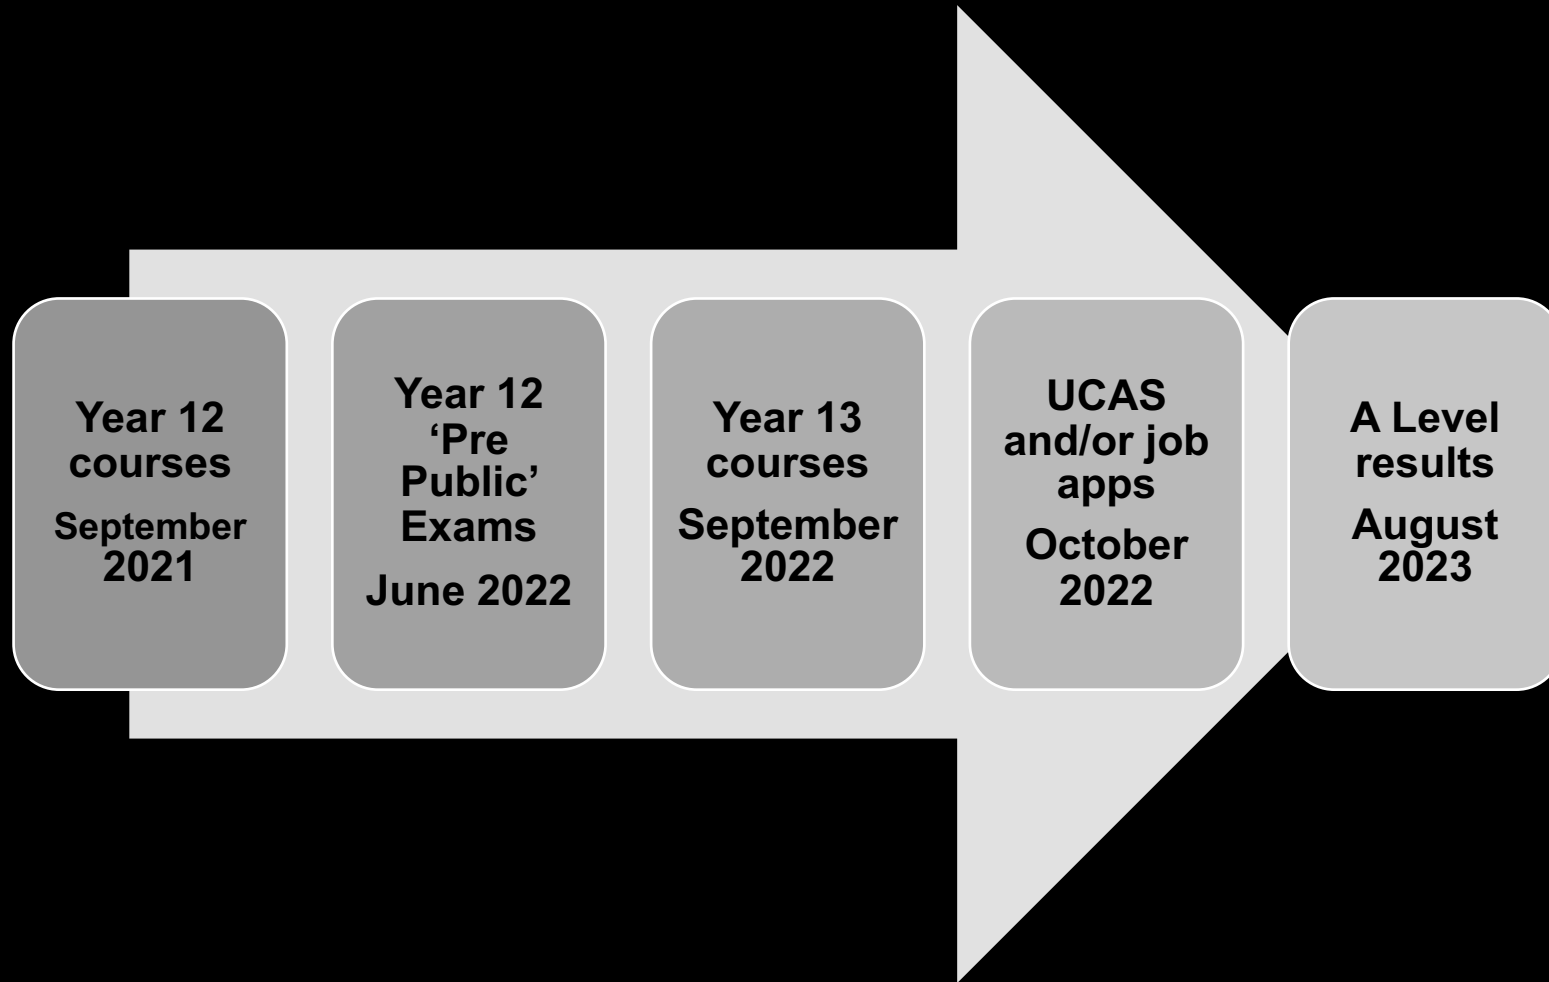 Year 12
courses
September
2021
Year 12
‘Pre
Public’
Exams
June 2022
Year 13
courses
September
2022
UCAS
and/or job
apps
October
2022
A Level
results
August
2023